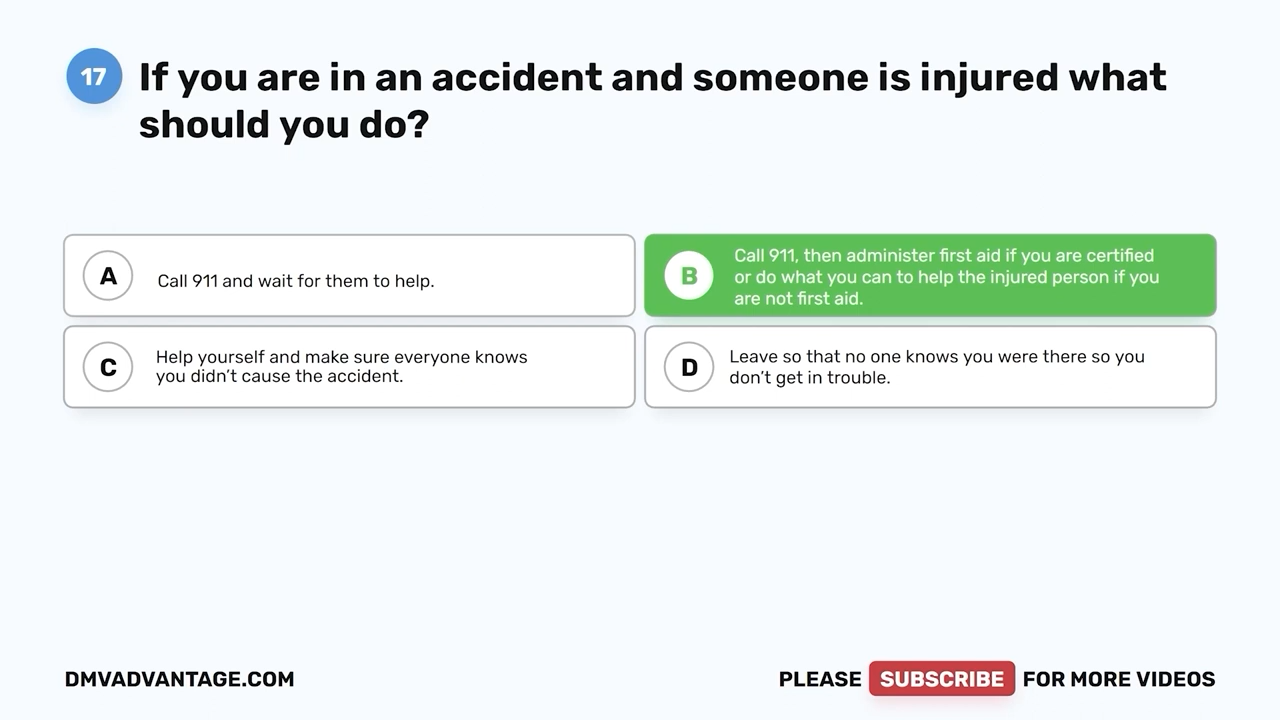 17
If you are in an accident and someone is injured what
should you do?
A
Call 911 and wait for them to help.
B
Call 911, then administer first aid if you are certified
or do what you can to help the injured person if you
are not first aid.
C
Help yourself and make sure everyone knows
you didn't cause the accident.
D
Leave so that no one knows you were there so you
don't get in trouble.
DMVADVANTAGE.COM
PLEASE SUBSCRIBE FOR MORE VIDEOS